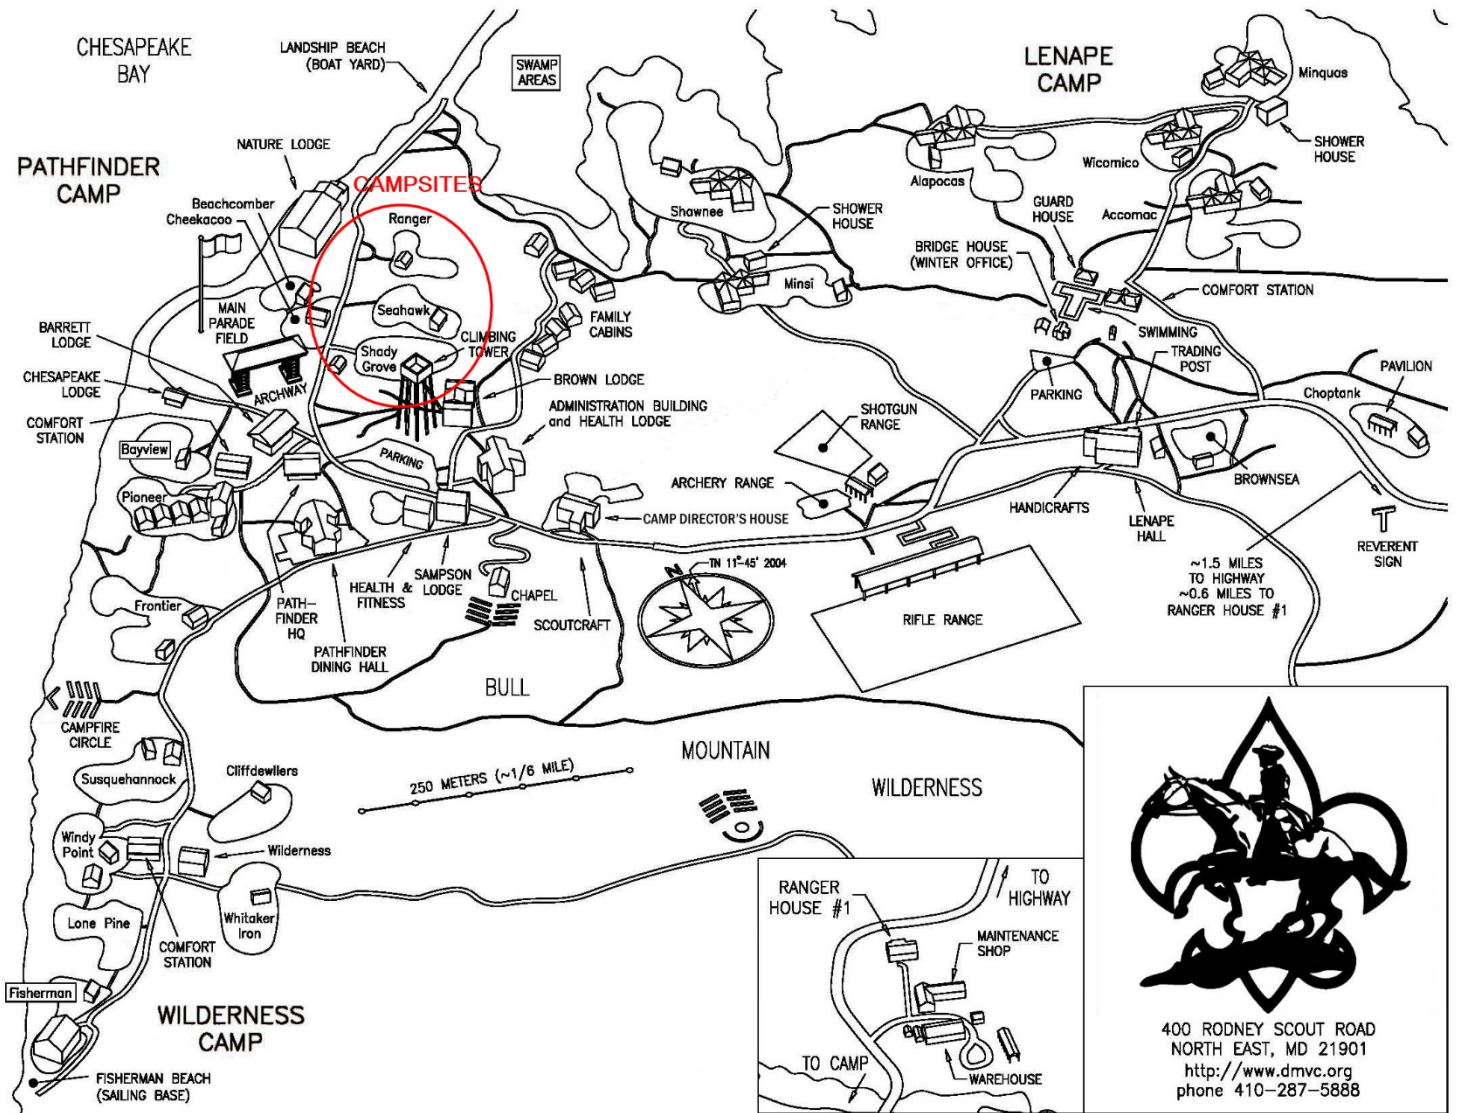 CHESAPEAKE
BAY
LANDSHIP BEACH
(BOAT YARD)
SWAMP
AREAS
LENAPE
CAMP
Minquas
SHOWER
HOUSE
NATURE LODGE
PATHFINDER
CAMP
CAMPSITES
Beachcomber
Cheekacoo
Ranger
Shawnee
SHOWER
HOUSE
Alapocas
Wicomico
Accomac
GUARD
HOUSE
BRIDGE HOUSE
(WINTER OFFICE)
Minsi
COMFORT STATION
MAIN
PARADE
FIELD
Seahawk
FAMILY
CABINS
SWIMMING
BARRETT
LODGE
Shady
Grove
CLIMBING
TOWER
TRADING
POST
CHESAPEAKE
LODGE
ARCHWAY
BROWN LODGE
PARKING
Choptank
PAVILION
COMFORT
STATION
ADMINISTRATION BUILDING
and HEALTH LODGE
SHOTGUN
RANGE
Bayview
PARKING
ARCHERY RANGE
BROWNSEA
Pioneer
CAMP DIRECTOR'S HOUSE
HANDICRAFTS
LENAPE
HALL
REVERENT
SIGN
TN 11°-45' 2004
N
~1.5 MILES
TO HIGHWAY
~0.6 MILES TO
RANGER HOUSE #1
Frontier
PATH-
FINDER
HQ
HEALTH &
FITNESS
SAMPSON
LODGE
CHAPEL
SCOUTCRAFT
RIFLE RANGE
PATHFINDER
DINING HALL
BULL
MOUNTAIN
WILDERNESS
CAMPFIRE
CIRCLE
Susquehannock
Cliffdewllers
250 METERS (~1/6 MILE)
Windy
Point
Wilderness
Lone Pine
Whitaker
Iron
COMFORT
STATION
Fisherman
WILDERNESS
CAMP
FISHERMAN BEACH
(SAILING BASE)
RANGER
HOUSE #1
TO
HIGHWAY
MAINTENANCE
SHOP
TO CAMP
WAREHOUSE
400 RODNEY SCOUT ROAD
NORTH EAST, MD 21901
http://www.dmvc.org
phone 410-287-5888